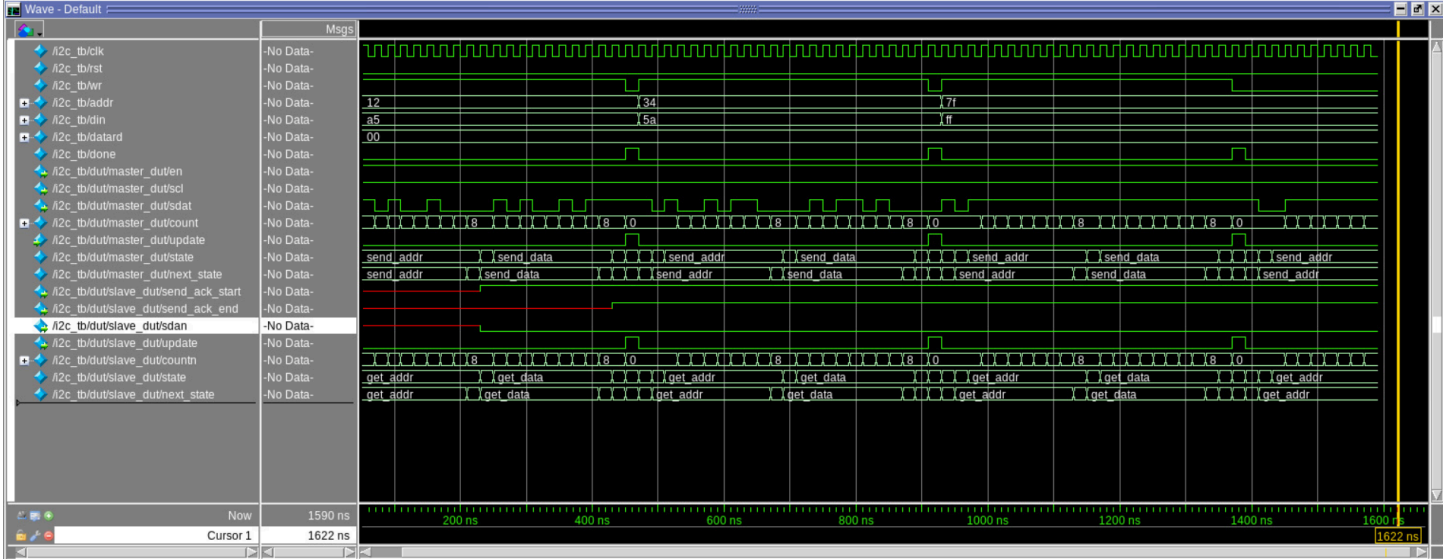 Wave - Default
Msgs
/i2c_tb/clk -No Data-
/i2c_tb/rst -No Data-
/i2c_tb/wr -No Data-
/i2c_tb/addr -No Data- 12 34 7f
/i2c_tb/din -No Data- a5 5a ff
/i2c_tb/datard -No Data- 00
/i2c_tb/done -No Data-
/i2c_tb/dut/master_dut/en -No Data-
/i2c_tb/dut/master_dut/scl -No Data-
/i2c_tb/dut/master_dut/sdat -No Data-
/i2c_tb/dut/master_dut/count -No Data- 8 8 0 8 8 0 8 8 0
/i2c_tb/dut/master_dut/update -No Data-
/i2c_tb/dut/master_dut/state -No Data- send_addr send_data send_addr send_data send_addr send_data send_addr
/i2c_tb/dut/master_dut/next_state -No Data- send_addr send_data send_addr send_data send_addr send_data send_addr
/i2c_tb/dut/slave_dut/send_ack_start -No Data-
/i2c_tb/dut/slave_dut/send_ack_end -No Data-
/i2c_tb/dut/slave_dut/sdan -No Data-
/i2c_tb/dut/slave_dut/update -No Data-
/i2c_tb/dut/slave_dut/countn -No Data- 8 8 0 8 8 0 8 8 0
/i2c_tb/dut/slave_dut/state -No Data- get_addr get_data get_addr get_data get_addr get_data get_addr
/i2c_tb/dut/slave_dut/next_state -No Data- get_addr get_data get_addr get_data get_addr get_data get_addr
Now 1590 ns 200 ns 400 ns 600 ns 800 ns 1000 ns 1200 ns 1400 ns 1600 ns
Cursor 1 1622 ns 1622 ns